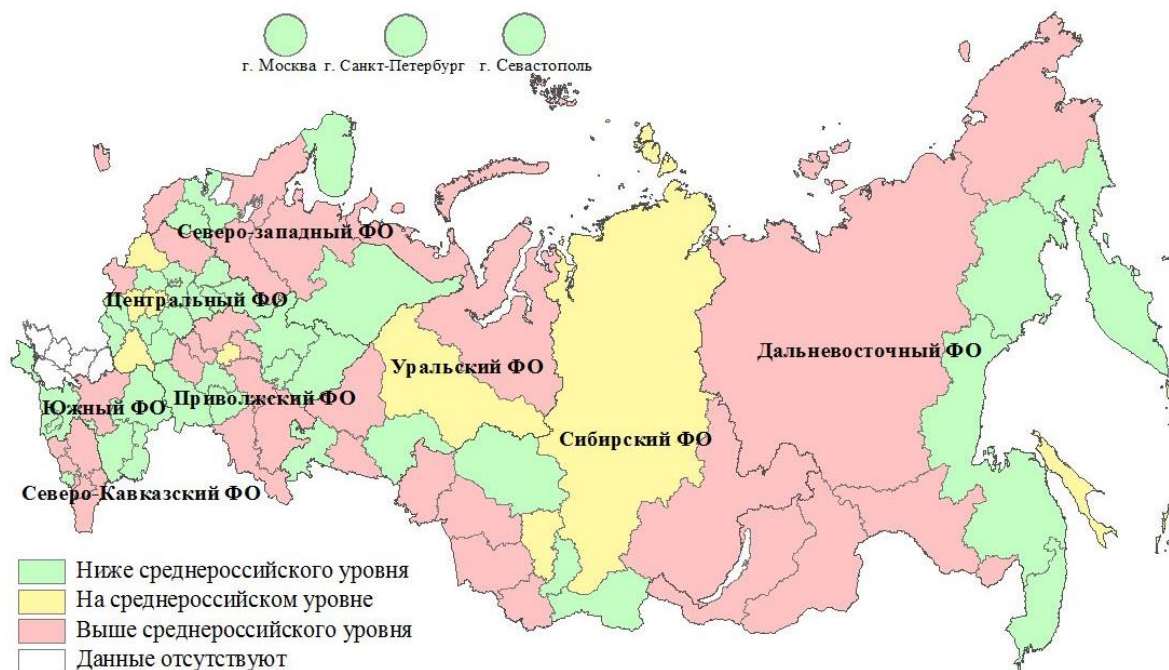 г. Москва г. Санкт-Петербург г. Севастополь
Северо-западный ФО
Центральный ФО
Уральский ФО
Дальневосточный ФО
Приволжский ФО
Южный ФО
Сибирский ФО
Северо-Кавказский ФО
Ниже среднероссийского уровня
На среднероссийском уровне
Выше среднероссийского уровня
Данные отсутствуют